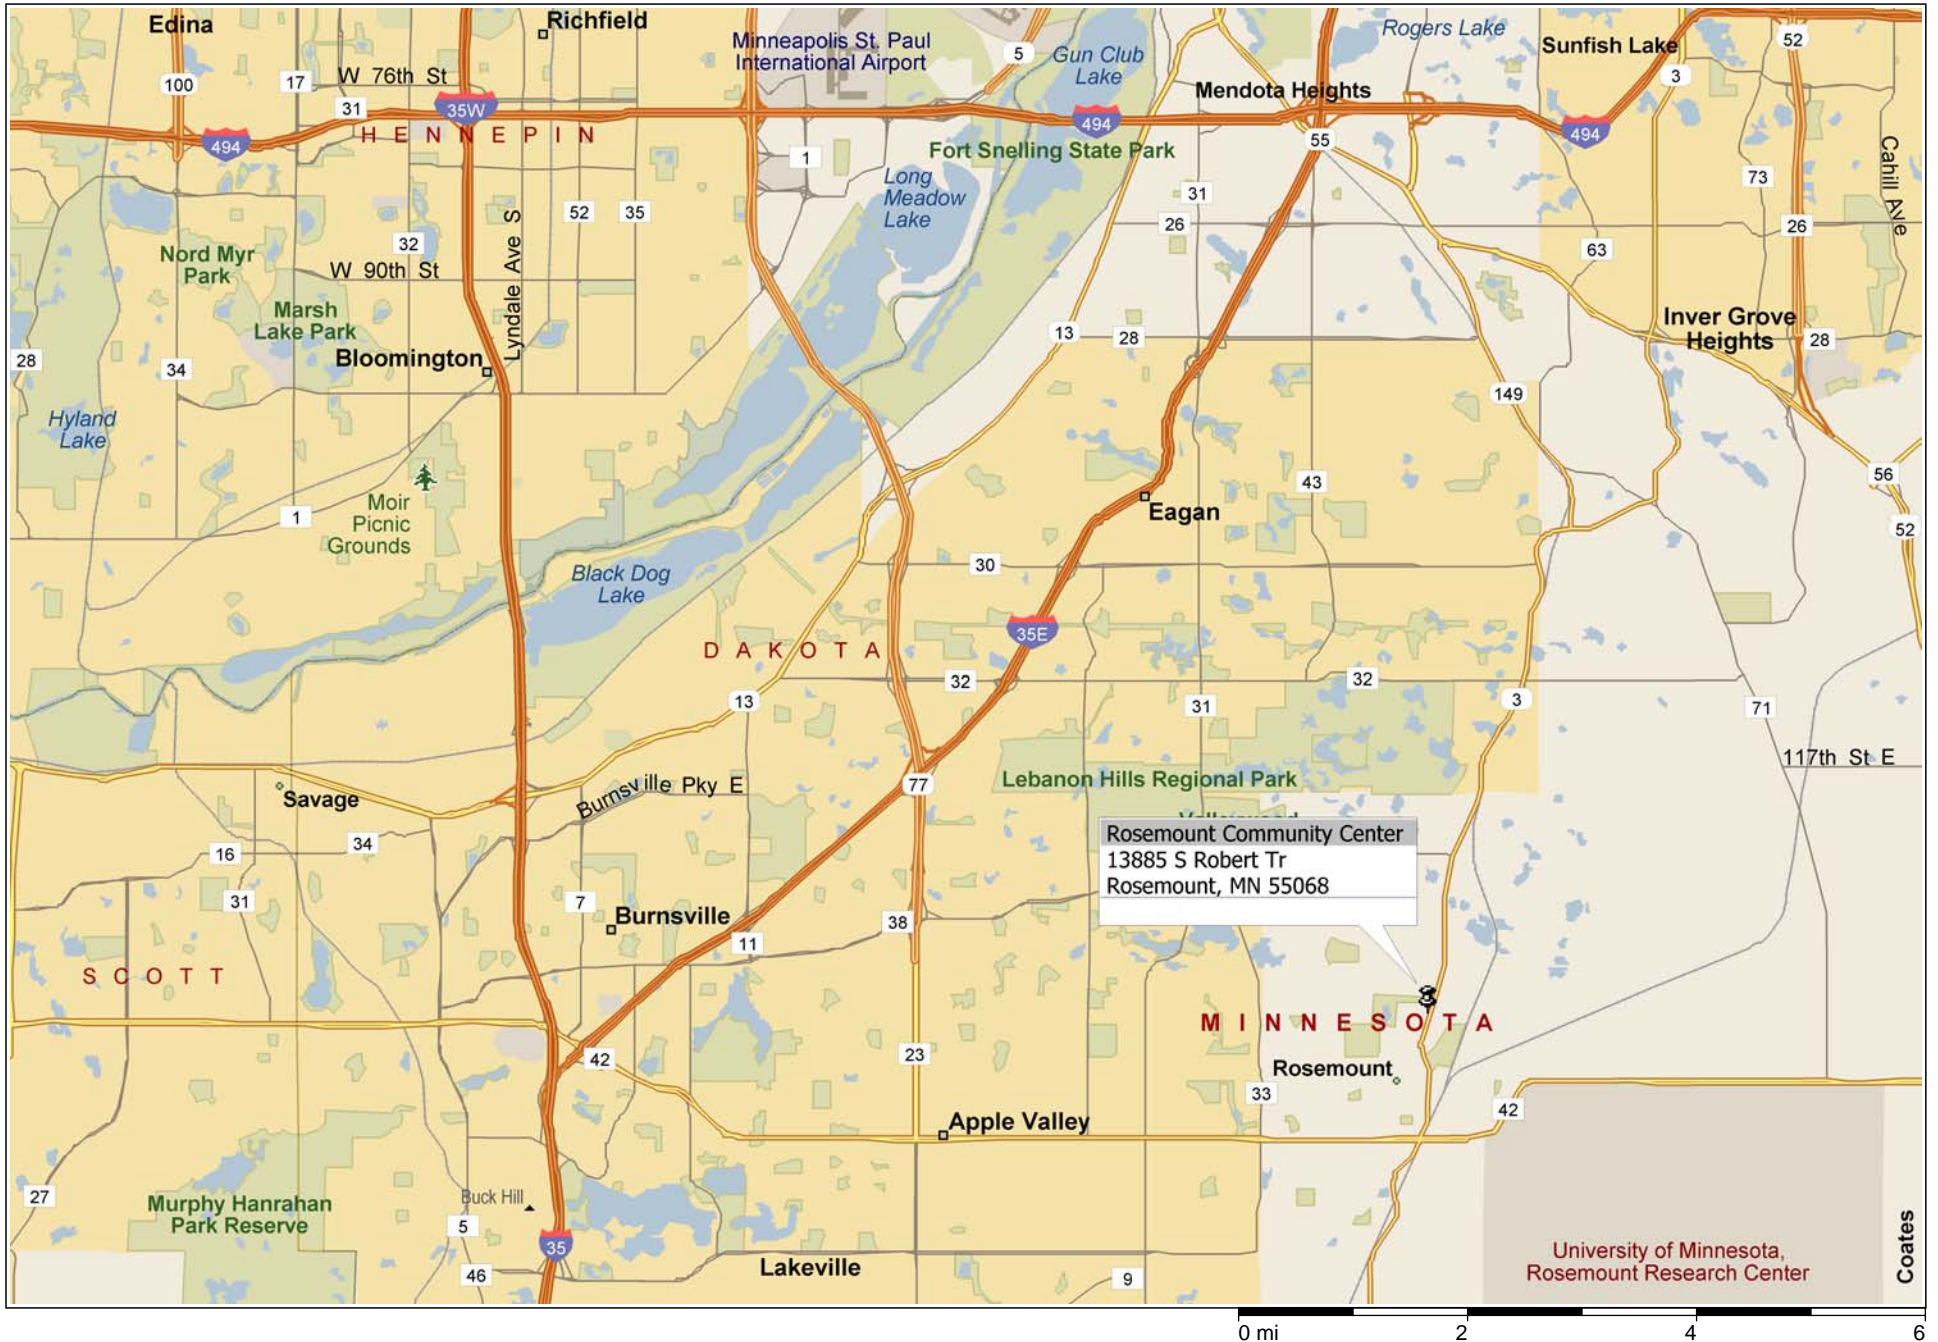 Edina
Richfield
Minneapolis St. Paul
International Airport
5
Gun Club
Lake
Rogers Lake
Sunfish Lake
52
3
100
17
W 76th St
31
35W
494
HENNEPIN
494
Mendota Heights
55
494
1
Fort Snelling State Park
Long
Meadow
Lake
31
26
73
26
63
Cahill Ave
52
35
32
Lyndale Ave S
Nord Myr
Park
W 90th St
Marsh
Lake Park
Bloomington
28
34
13
28
Inver Grove
Heights
28
149
Hyland
Lake
Moir
Picnic
Grounds
1
43
56
52
Eagan
30
Black Dog
Lake
35E
DAKOTA
32
32
13
31
3
71
117th St E
Lebanon Hills Regional Park
77
Burnsville Pky E
Savage
34
16
31
7
Burnsville
11
38
Rosemount Community Center
13885 S Robert Tr
Rosemount, MN 55068
SCOTT
MINNESOTA
42
23
Rosemount
33
42
Apple Valley
27
Murphy Hanrahan
Park Reserve
Buck Hill
5
35
46
Lakeville
9
University of Minnesota,
Rosemount Research Center
Coates
0 mi 2 4 6